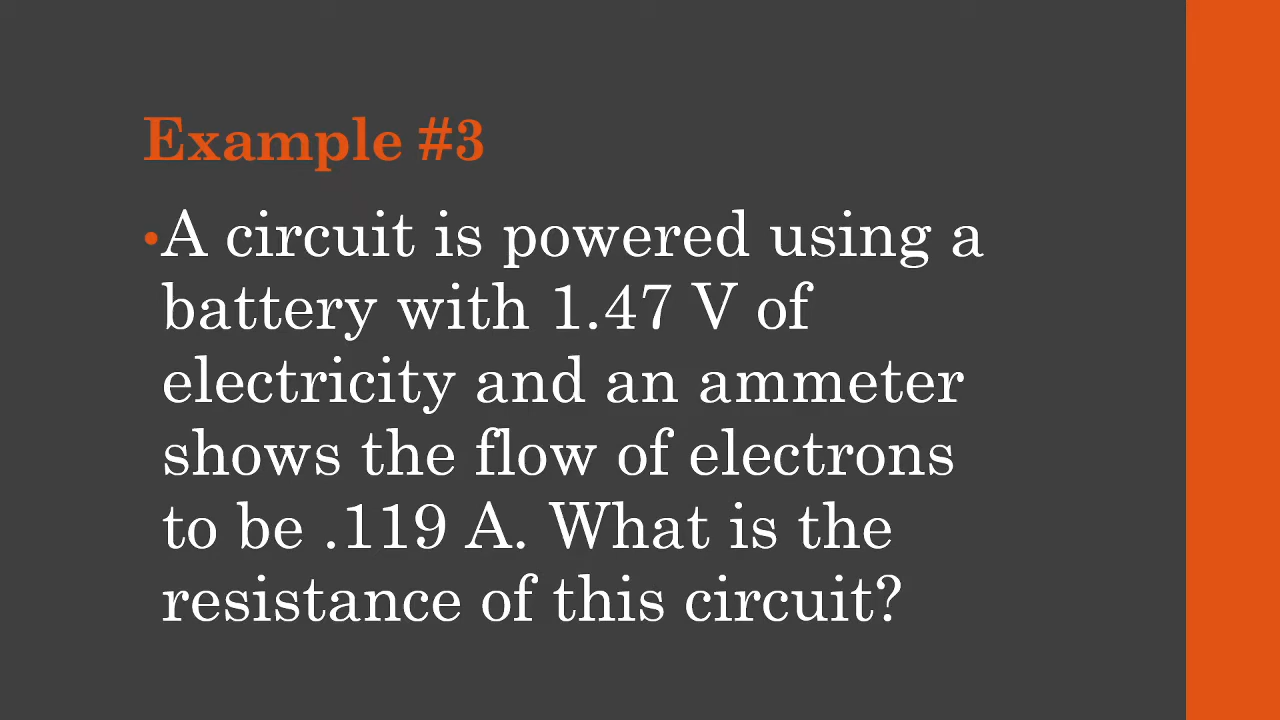 Example #3
•A circuit is powered using a
battery with 1.47 V of
electricity and an ammeter
shows the flow of electrons
to be .119 A. What is the
resistance of this circuit?